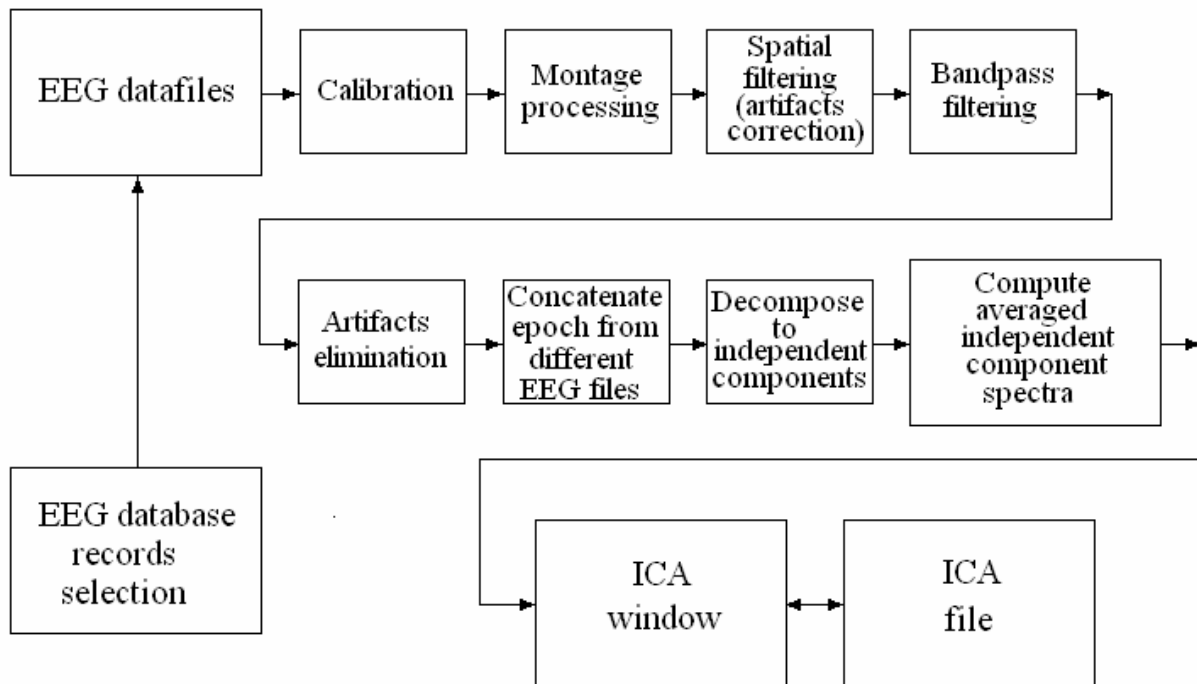 EEG datafiles
Calibration
Montage
processing
Spatial
filtering
(artifacts
correction)
Bandpass
filtering
Artifacts
elimination
Concatenate
epoch from
different
EEG files
Decompose
to
independent
components
Compute
averaged
independent
component
spectra
EEG database
records
selection
ICA
window
ICA
file